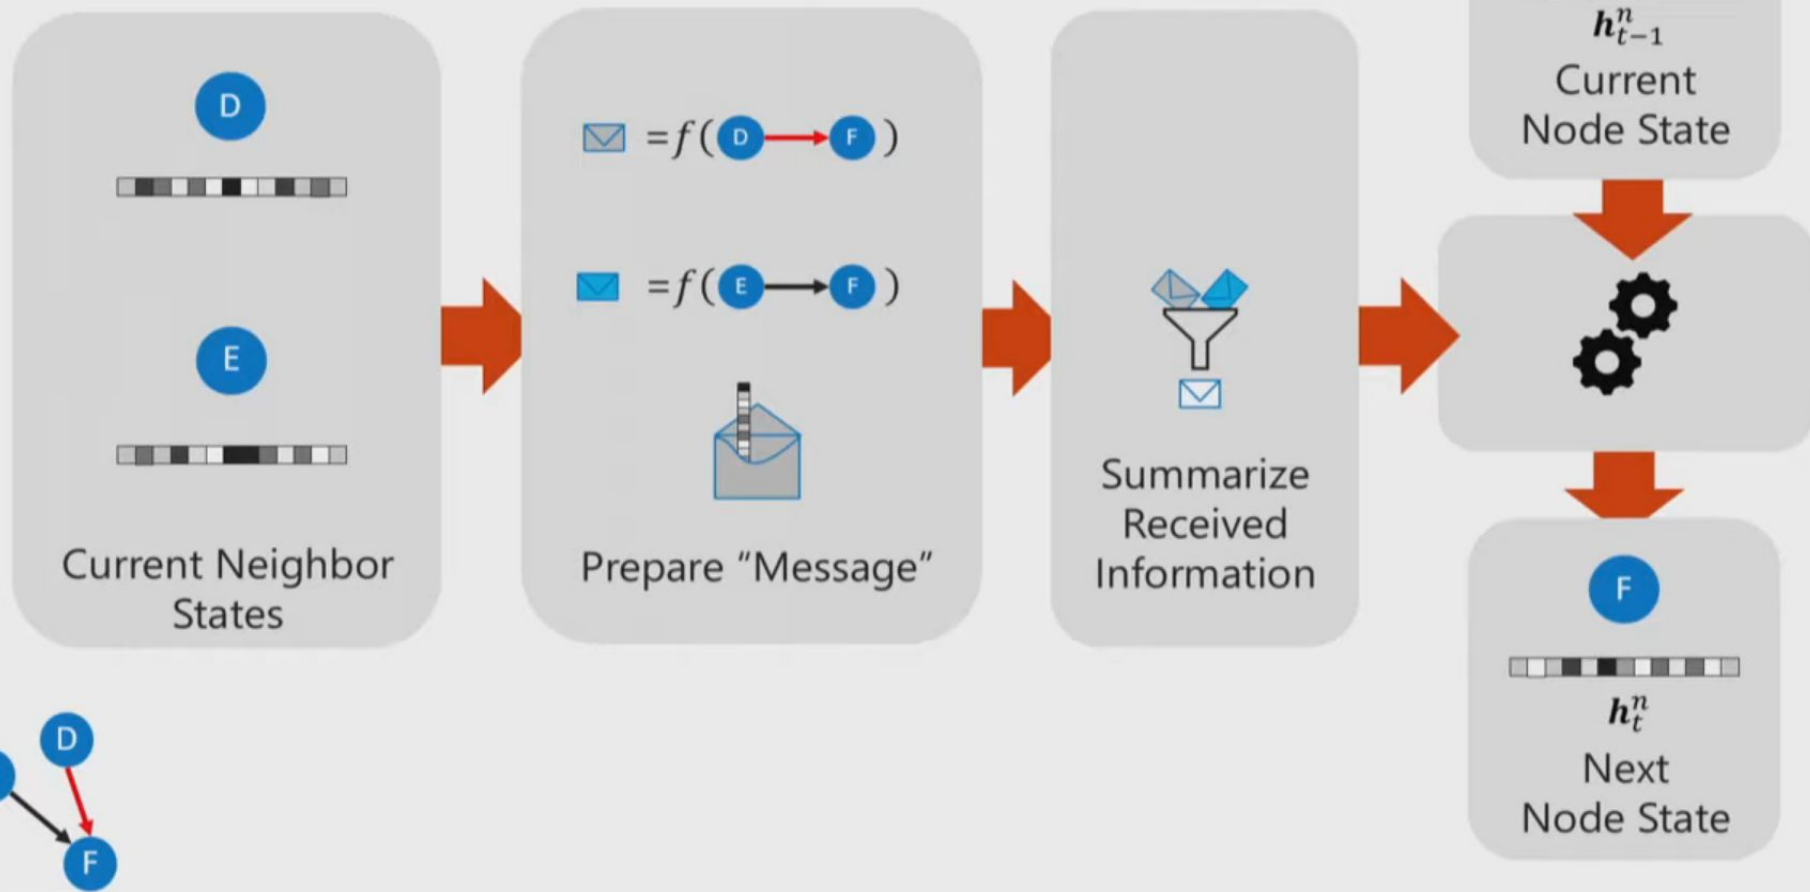 D
E
Current Neighbor
States
=f( D F )
=f( E F )
Prepare "Message"
Summarize
Received
Information
h^n_{t-1}
Current
Node State
F
h^n_t
Next
Node State
D
F